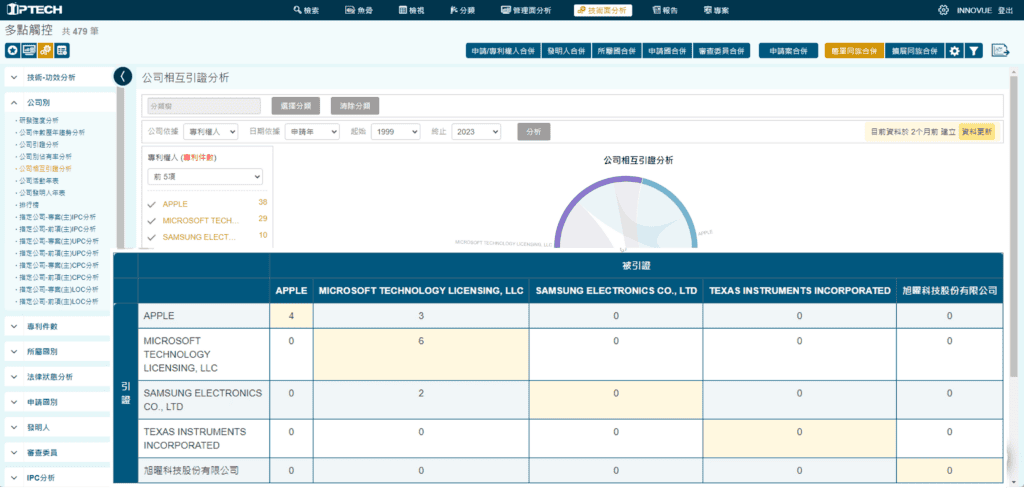 IPTECH
檢索 魚骨 檢視 分類 管理面分析 技術面分析 報告 專案 INNOVUE 登出
多點觸控 共 479 筆
申請/專利權人合併 發明人合併 所屬國合併 申請國合併 審查委員合併 申請案合併 簡單同族合併 擴展同族合併
技術-功效分析
公司別
研發強度分析
公司件數歷年趨勢分析
公司引證分析
公司別佔有率分析
公司相互引證分析
公司活動年表
公司發明人年表
排行榜
指定公司-專案(主)IPC分析
指定公司-前項(主)IPC分析
指定公司-專案(主)UPC分析
指定公司-前項(主)UPC分析
指定公司-專案(主)CPC分析
指定公司-前項(主)CPC分析
指定公司-專案(主)LOC分析
指定公司-前項(主)LOC分析
專利件數
所屬國別
法律狀態分析
申請國別
發明人
審查委員
IPC分析
公司相互引證分析
分類樹 選擇分類 清除分類
公司依據 專利權人 日期依據 申請年 起始 1999 終止 2023 分析
目前資料於 2個月前 建立 資料更新
專利權人 (專利件數)
前 5項
APPLE 38
MICROSOFT TECH... 29
SAMSUNG ELECT... 10
公司相互引證分析
MICROSOFT TECHNOLOGY LICENSING, LLC
APPLE
被引證
APPLE MICROSOFT TECHNOLOGY LICENSING, LLC SAMSUNG ELECTRONICS CO., LTD TEXAS INSTRUMENTS INCORPORATED 旭曜科技股份有限公司
引證
APPLE 4 3 0 0 0
MICROSOFT TECHNOLOGY LICENSING, LLC 0 6 0 0 0
SAMSUNG ELECTRONICS CO., LTD 0 2 0 0 0
TEXAS INSTRUMENTS INCORPORATED 0 0 0 0 0
旭曜科技股份有限公司 0 0 0 0 0